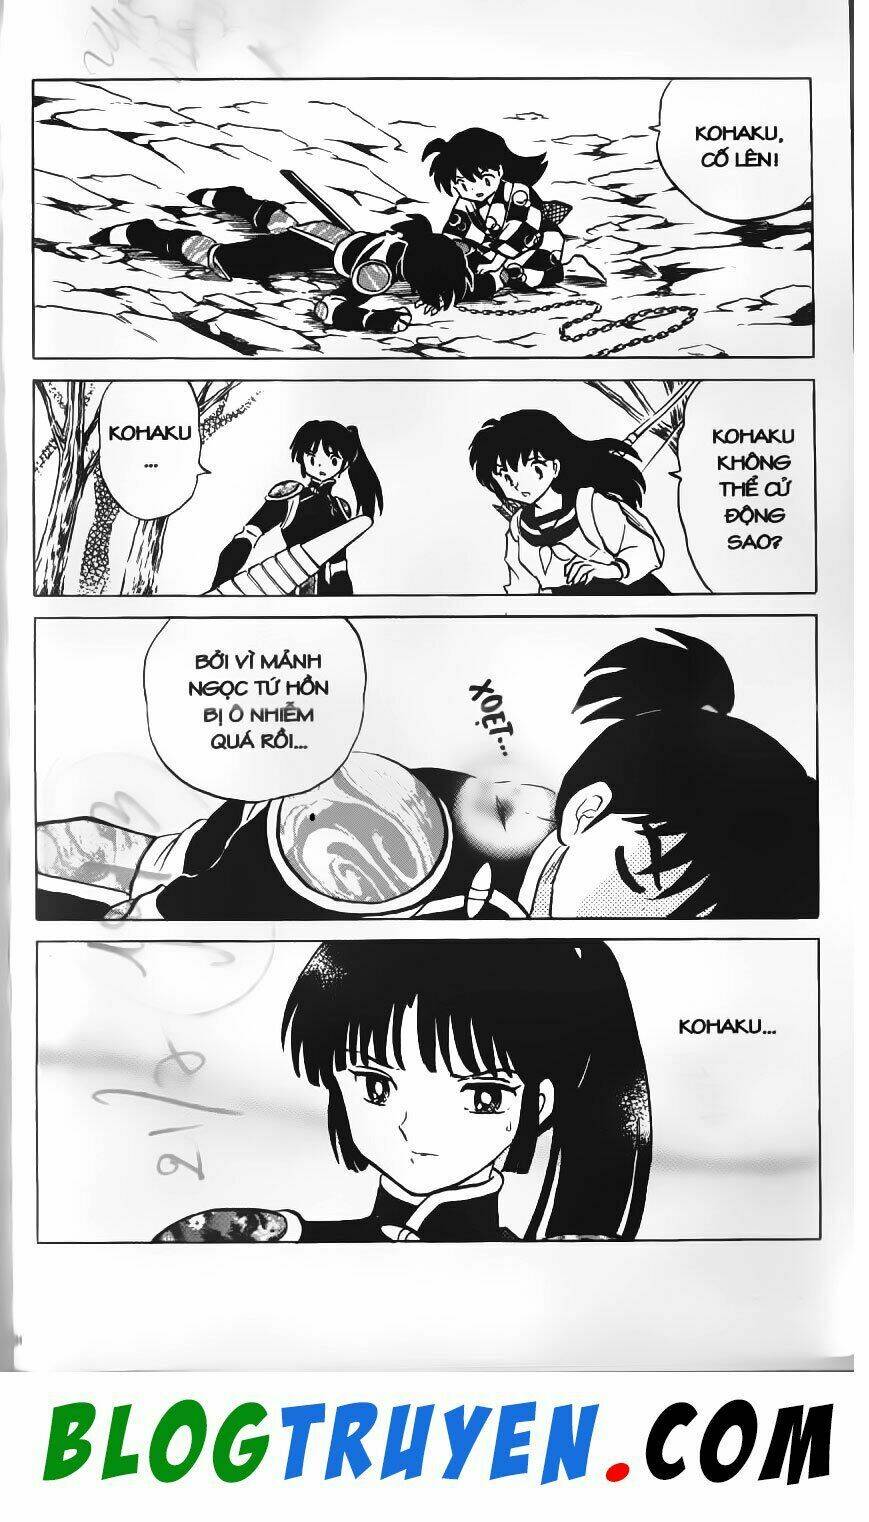 KOHAKU,
CỐ LÊN!
KOHAKU
KHÔNG
THỂ CỬ
ĐỘNG
SAO?
KOHAKU
...
BỞI VÌ MẢNH
NGỌC TỨ HỒN
BỊ Ô NHIỄM
QUÁ RỒI...
XOẸT...
KOHAKU...
BLOGTRUYEN.COM